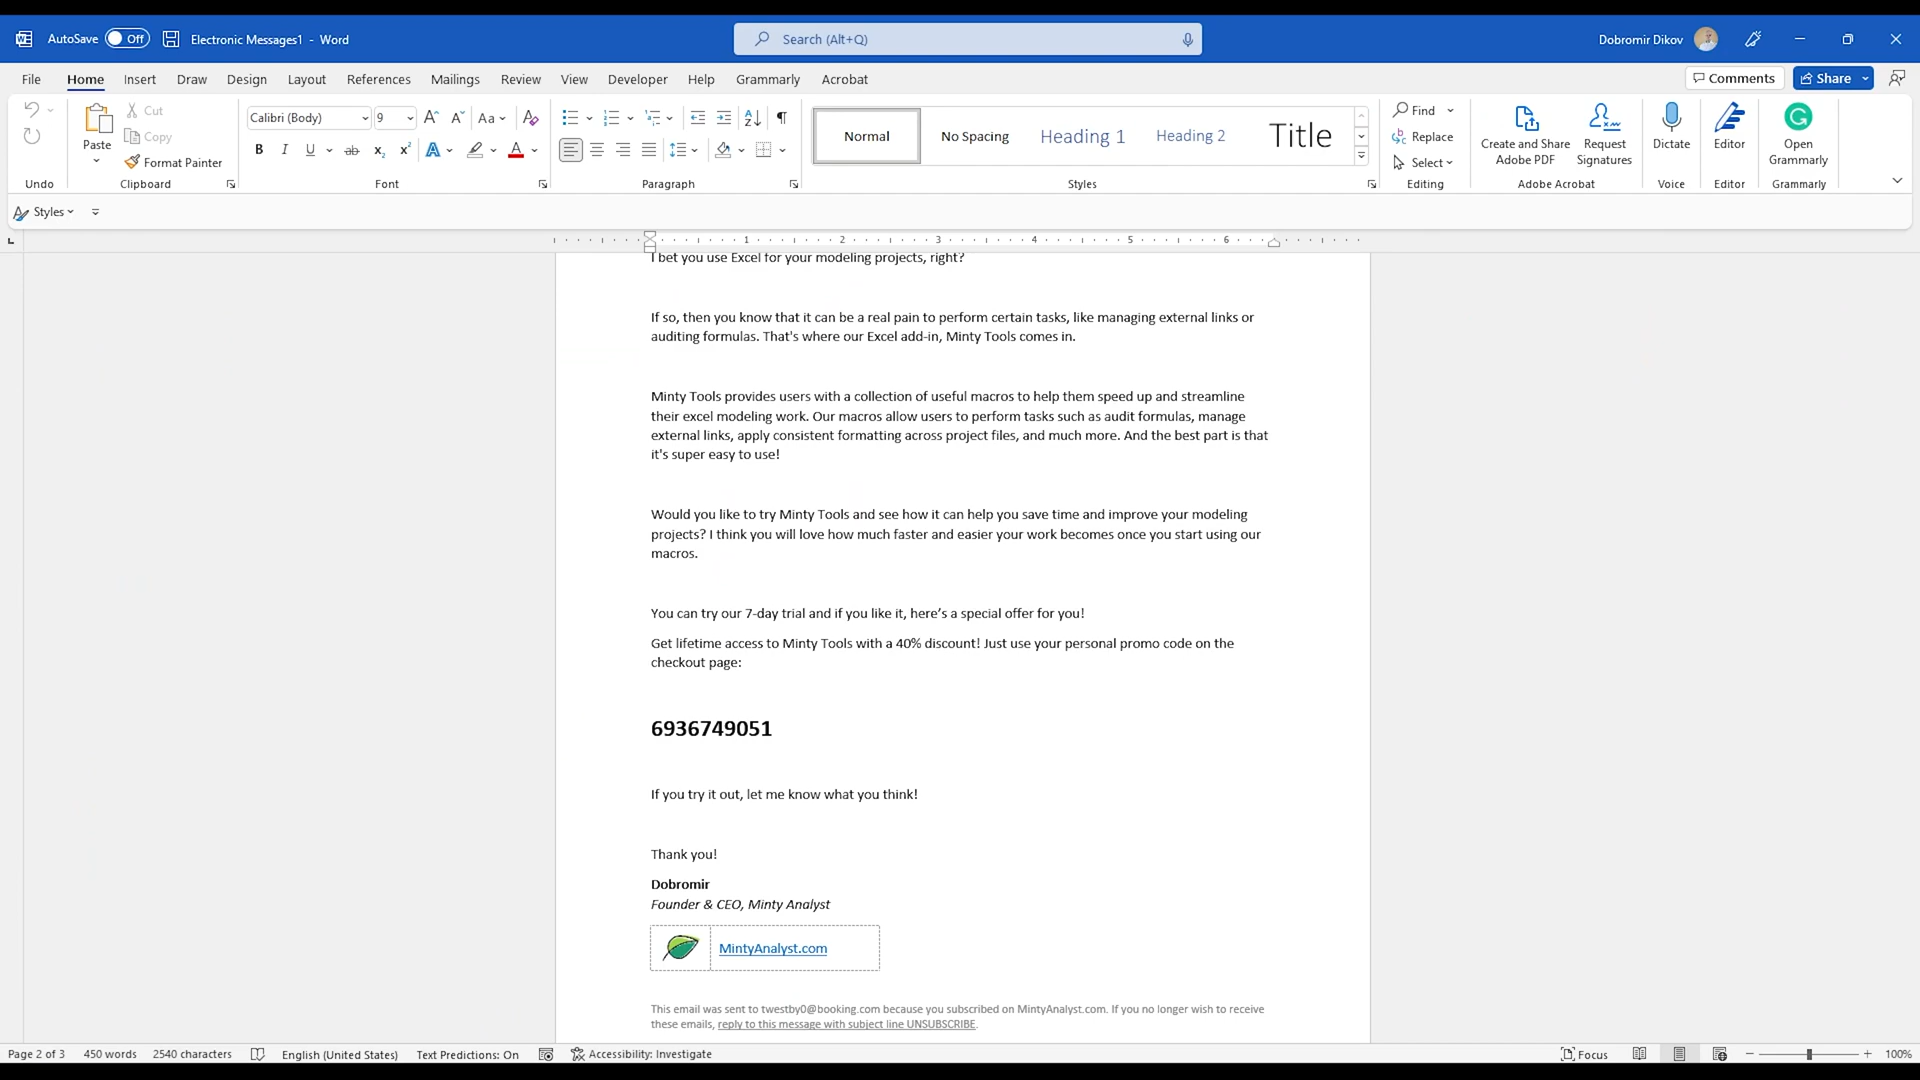 AutoSave Off Electronic Messages1 - Word Search (Alt+Q) Dobromir Dikov
File Home Insert Draw Design Layout References Mailings Review View Developer Help Grammarly Acrobat Comments Share
Cut
Copy
Format Painter
Paste
Calibri (Body) 9
Normal No Spacing Heading 1 Heading 2 Title
Find
Replace
Select
Create and Share Adobe PDF
Request Signatures
Dictate
Editor
Open Grammarly
Undo Clipboard Font Paragraph Styles Editing Adobe Acrobat Voice Editor Grammarly
Styles
1 2 3 4 5 6
I bet you use Excel for your modeling projects, right?
If so, then you know that it can be a real pain to perform certain tasks, like managing external links or
auditing formulas. That's where our Excel add-in, Minty Tools comes in.
Minty Tools provides users with a collection of useful macros to help them speed up and streamline
their excel modeling work. Our macros allow users to perform tasks such as audit formulas, manage
external links, apply consistent formatting across project files, and much more. And the best part is that
it's super easy to use!
Would you like to try Minty Tools and see how it can help you save time and improve your modeling
projects? I think you will love how much faster and easier your work becomes once you start using our
macros.
You can try our 7-day trial and if you like it, here’s a special offer for you!
Get lifetime access to Minty Tools with a 40% discount! Just use your personal promo code on the
checkout page:
6936749051
If you try it out, let me know what you think!
Thank you!
Dobromir
Founder & CEO, Minty Analyst
MintyAnalyst.com
This email was sent to twestby0@booking.com because you subscribed on MintyAnalyst.com. If you no longer wish to receive
these emails, reply to this message with subject line UNSUBSCRIBE.
Page 2 of 3 450 words 2540 characters English (United States) Text Predictions: On Accessibility: Investigate Focus 100%